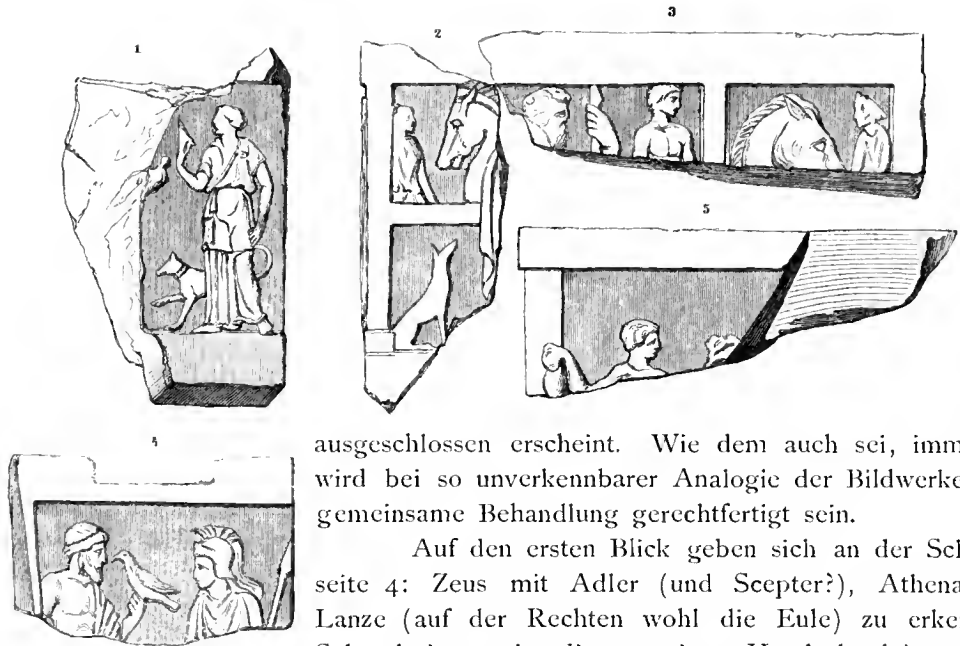 1
2
3
5
4
ausgeschlossen erscheint. Wie dem auch sei, imm
wird bei so unverkennbarer Analogie der Bildwerke
gemeinsame Behandlung gerechtfertigt sein.
Auf den ersten Blick geben sich an der Sch
seite 4: Zeus mit Adler (und Scepter?), Athena
Lanze (auf der Rechten wohl die Eule) zu erke